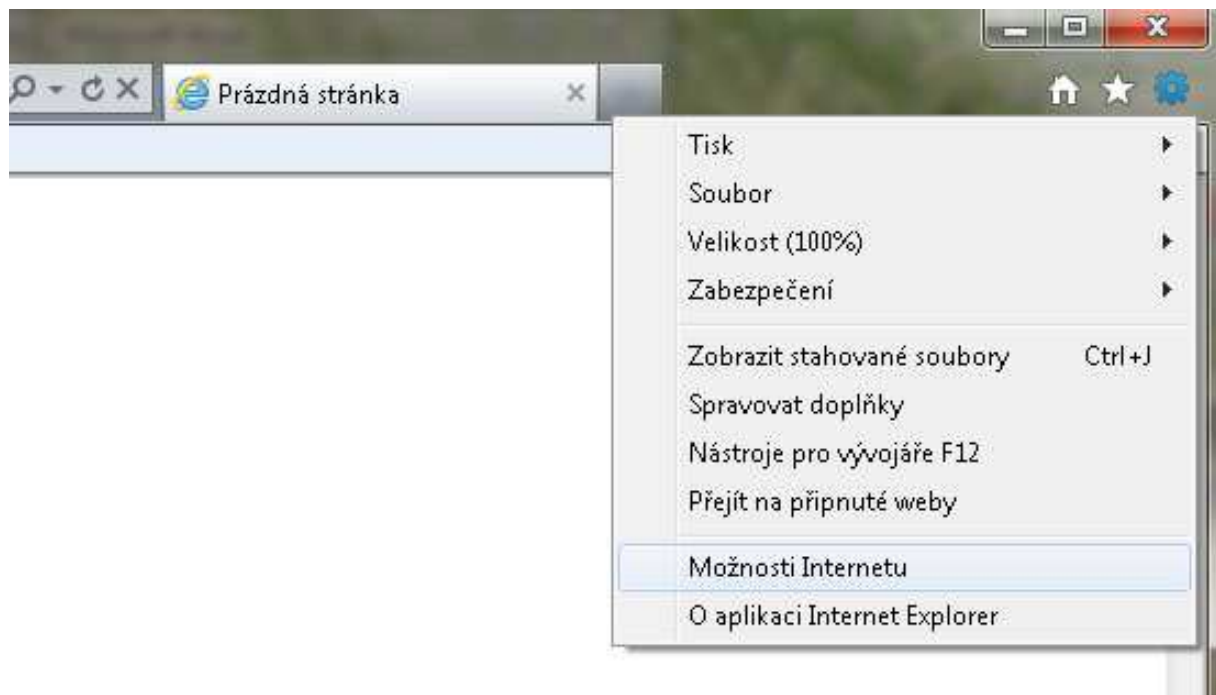 Prázdná stránka
Tisk
Soubor
Velikost (100%)
Zabezpečení
Zobrazit stahované soubory Ctrl+J
Spravovat doplňky
Nástroje pro vývojáře F12
Přejít na připnuté weby
Možnosti Internetu
O aplikaci Internet Explorer